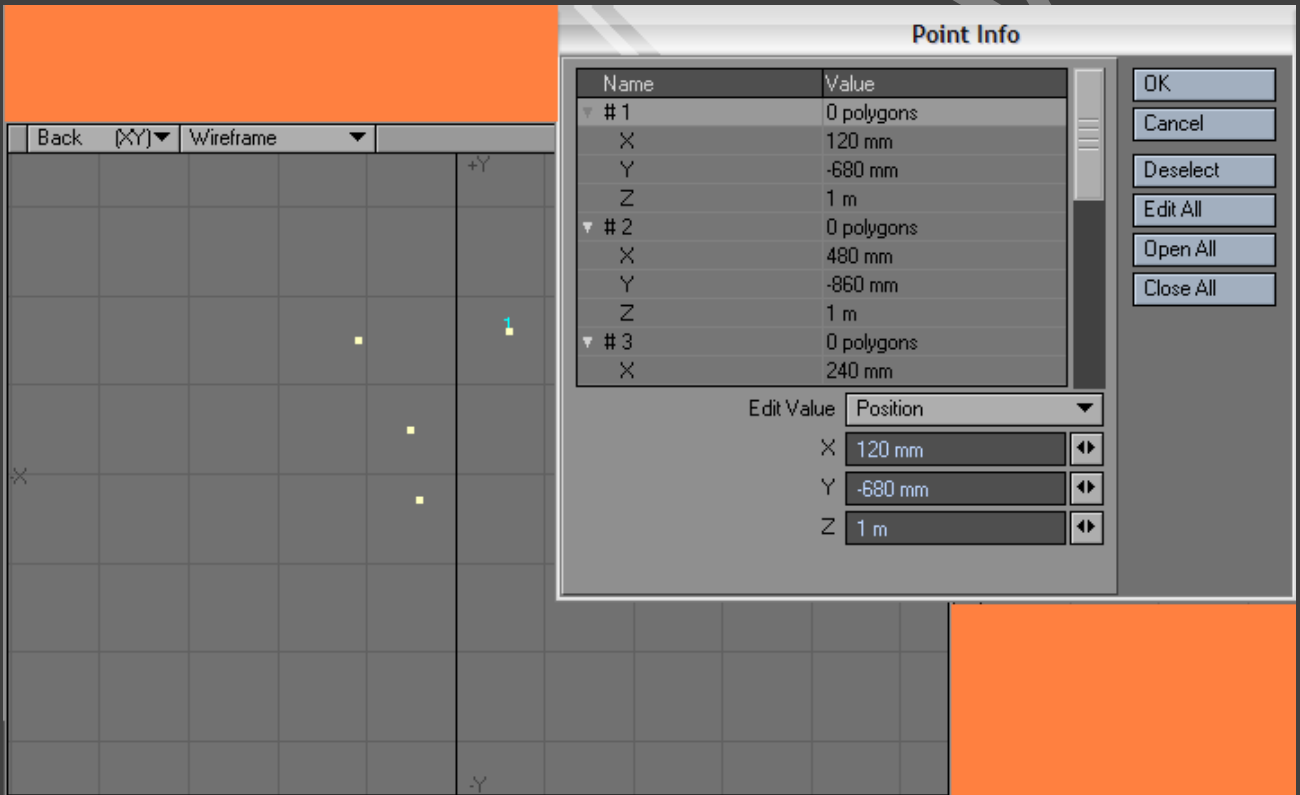 Point Info
Name Value
# 1 0 polygons
X 120 mm
Y -680 mm
Z 1 m
# 2 0 polygons
X 480 mm
Y -860 mm
Z 1 m
# 3 0 polygons
X 240 mm
Edit Value Position
X 120 mm
Y -680 mm
Z 1 m
OK
Cancel
Deselect
Edit All
Open All
Close All
Back (XY) Wireframe
+Y
1
-X
-Y